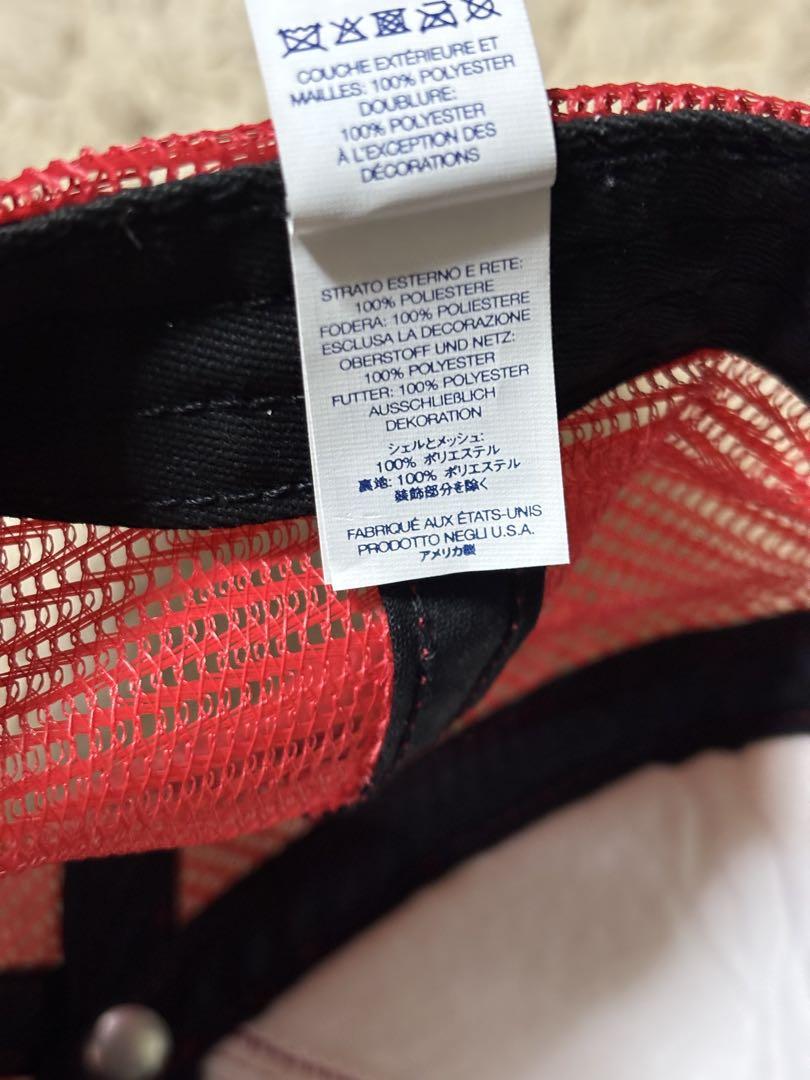 COUCHE EXTÉRIEURE ET
MAILLES: 100% POLYESTER
DOUBLURE:
100% POLYESTER
À L'EXCEPTION DES
DÉCORATIONS
STRATO ESTERNO E RETE:
100% POLIESTERE
FODERA: 100% POLIESTERE
ESCLUSA LA DECORAZIONE
OBERSTOFF UND NETZ:
100% POLYESTER
FUTTER: 100% POLYESTER
AUSSCHLIEßLICH
DEKORATION
シェルとメッシュ:
100% ポリエステル
裏地: 100% ポリエステル
装飾部分を除く
FABRIQUÉ AUX ÉTATS-UNIS
PRODOTTO NEGLI U.S.A.
アメリカ製